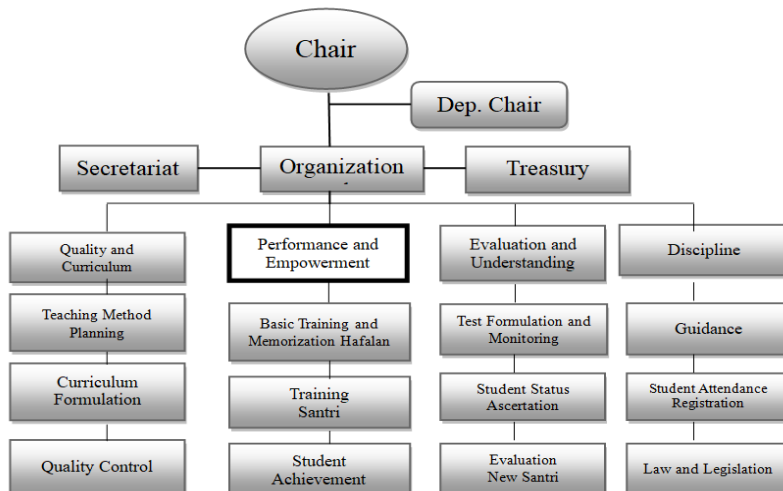 Chair
Dep. Chair
Secretariat
Organization
Treasury
Quality and
Curriculum
Performance and
Empowerment
Evaluation and
Understanding
Discipline
Teaching Method
Planning
Basic Training and
Memorization Hafalan
Test Formulation and
Monitoring
Guidance
Curriculum
Formulation
Training
Santri
Student Status
Ascertation
Student Attendance
Registration
Quality Control
Student
Achievement
Evaluation
New Santri
Law and Legislation